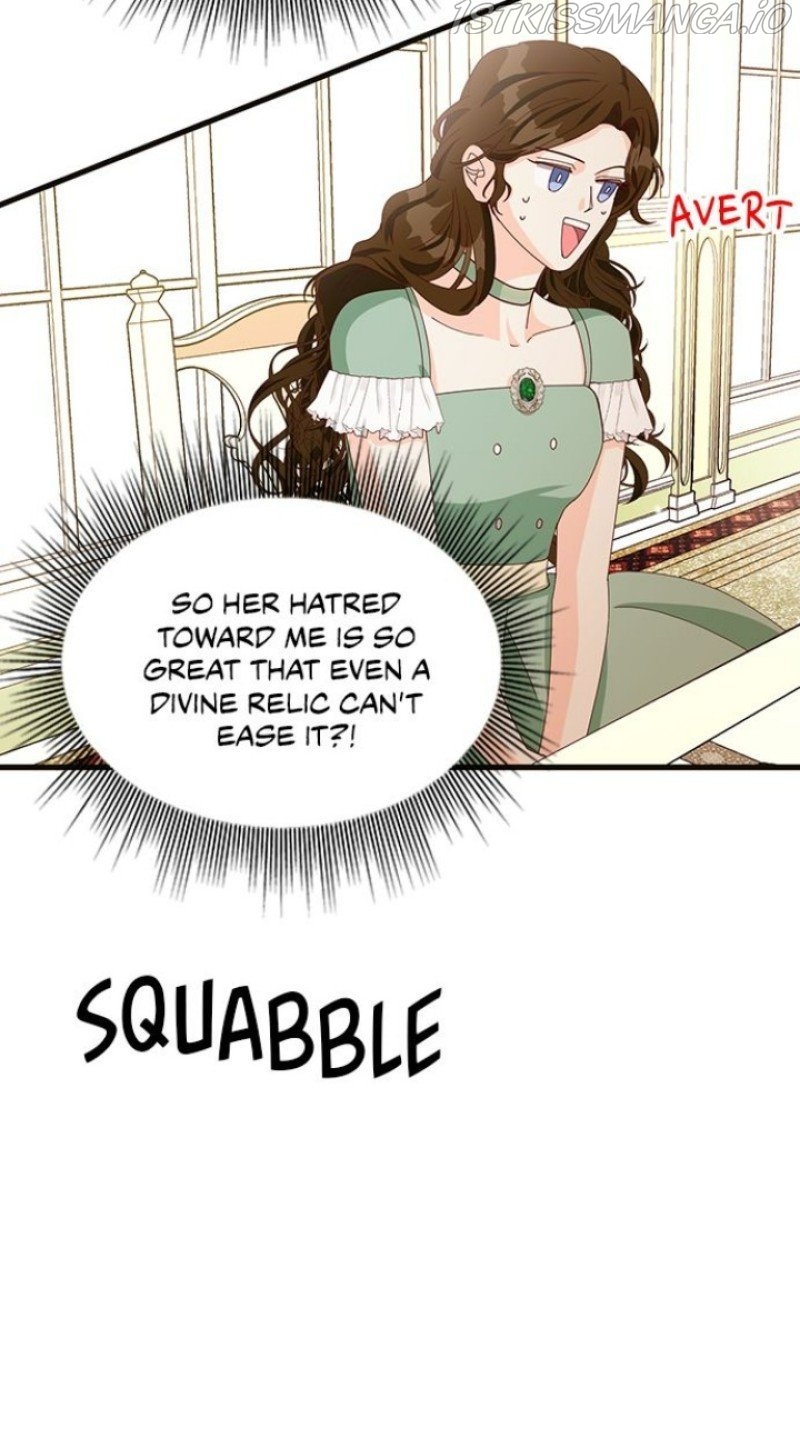 1STKISSMANGA.IO
AVERT
SO HER HATRED
TOWARD ME IS SO
GREAT THAT EVEN A
DIVINE RELIC CAN'T
EASE IT?!
SQUABBLE